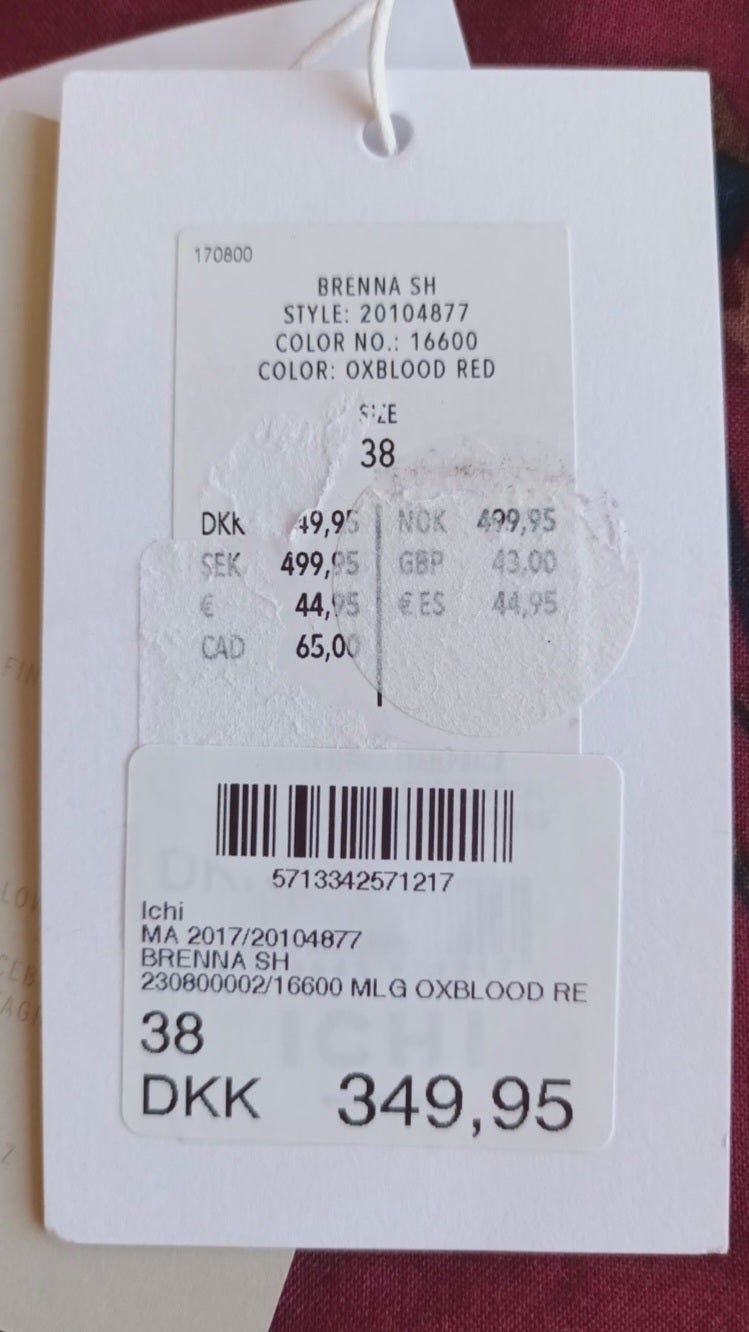 170800
BRENNA SH
STYLE: 20104877
COLOR NO.: 16600
COLOR: OXBLOOD RED
SIZE
38
DKK 49,95 NOK 499,95
SEK 499,95 GBP 43.00
€ 44,95 € ES 44,95
CAD 65,00
5713342571217
Ichi
MA 2017/20104877
BRENNA SH
230800002/16600 MLG OXBLOOD RE
38
DKK 349,95
ICHI